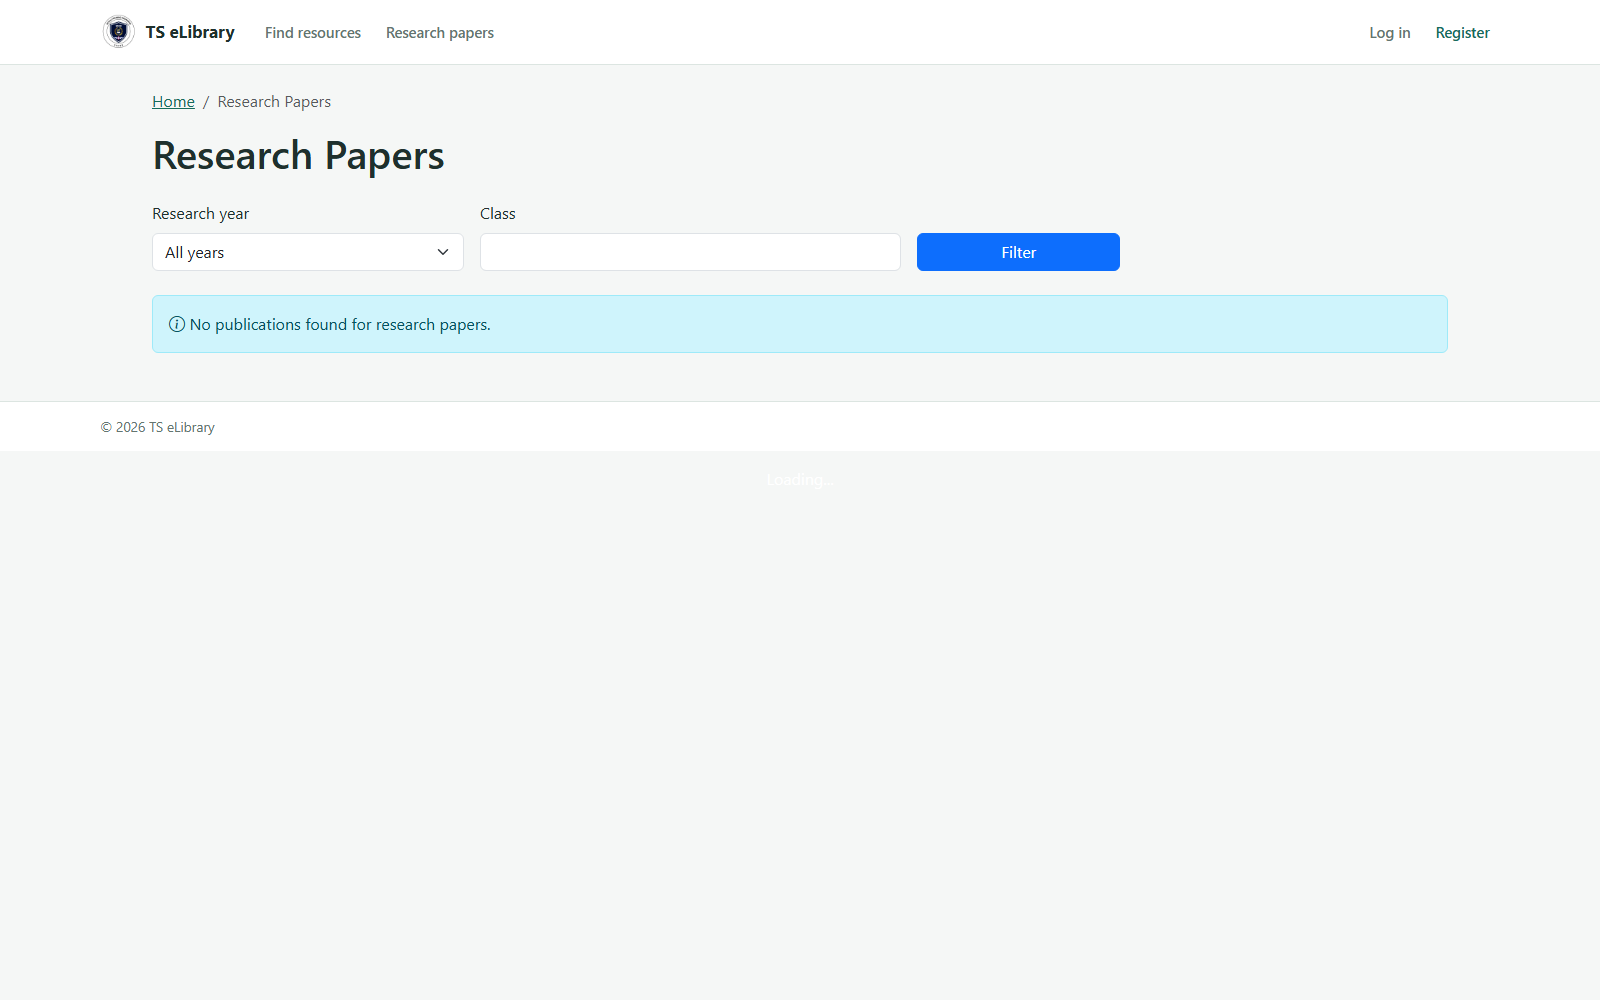 TS eLibrary
Find resources
Research papers
Log in
Register
Home / Research Papers
Research Papers
Research year
Class
All years
Filter
No publications found for research papers.
© 2026 TS eLibrary
Loading...